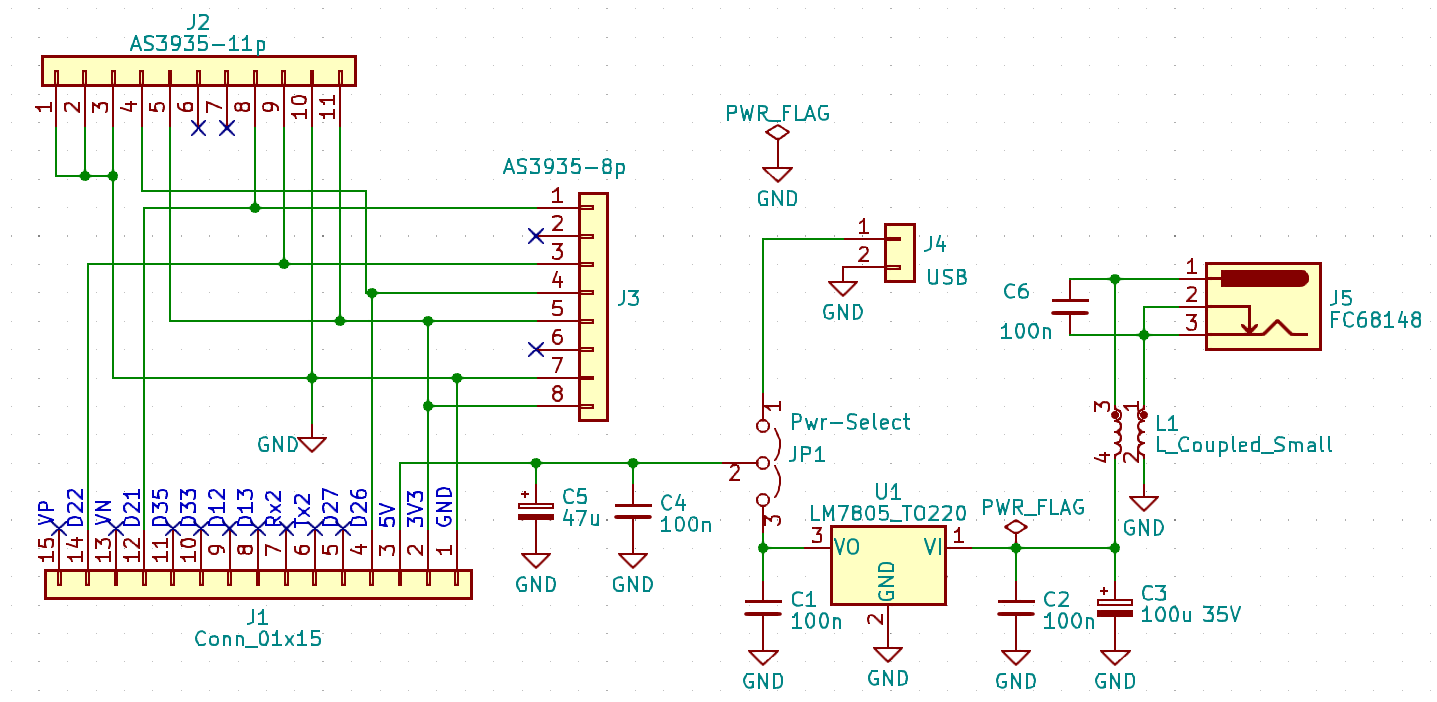 J2
AS3935-11p
1 2 3 4 5 6 7 8 9 10 11
AS3935-8p
1
2
3
4
5
6
7
8
J3
GND
VP D22 VN D21 D35 D33 D12 D13 Rx2 Tx2 D27 D26 5V 3V3 GND
15 14 13 12 11 10 9 8 7 6 5 4 3 2 1
J1
Conn_01x15
PWR_FLAG
GND
1
2
J4
USB
GND
1
Pwr-Select
JP1
2
3
+
C5
47u
GND
C4
100n
GND
U1
LM7805_TO220
3
VO
VI
1
GND
2
GND
C1
100n
GND
PWR_FLAG
C2
100n
GND
+
C3
100u 35V
GND
C6
100n
1
2
3
J5
FC68148
3
1
4
2
L1
L_Coupled_Small
GND